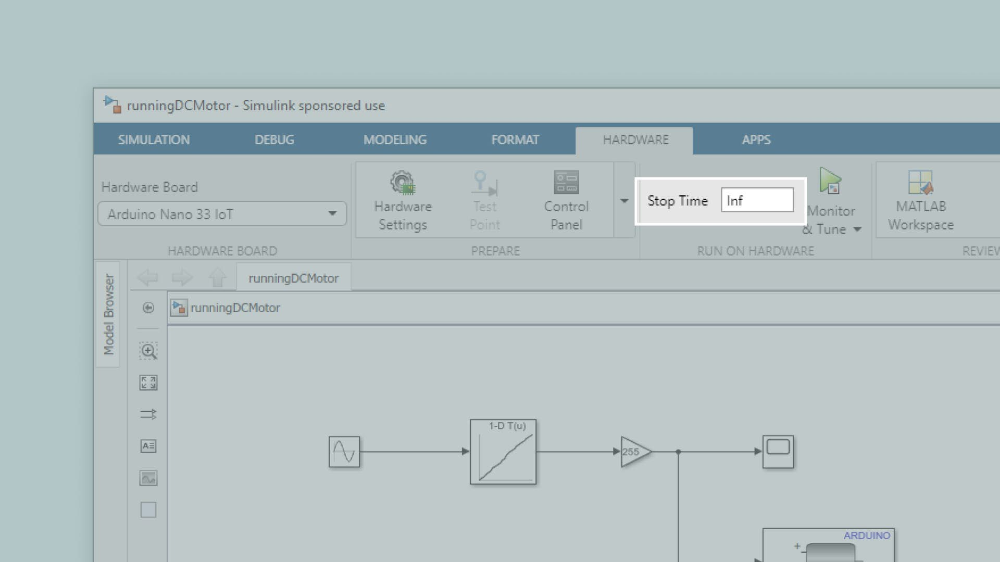 runningDCMotor - Simulink sponsored use
SIMULATION
DEBUG
MODELING
FORMAT
HARDWARE
APPS
Hardware Board
Arduino Nano 33 IoT
HARDWARE BOARD
Hardware
Settings
Test
Point
Control
Panel
PREPARE
Stop Time
Inf
Monitor
& Tune
RUN ON HARDWARE
MATLAB
Workspace
REVIEW
Model Browser
runningDCMotor
runningDCMotor
A
1-D T(u)
255
ARDUINO
+